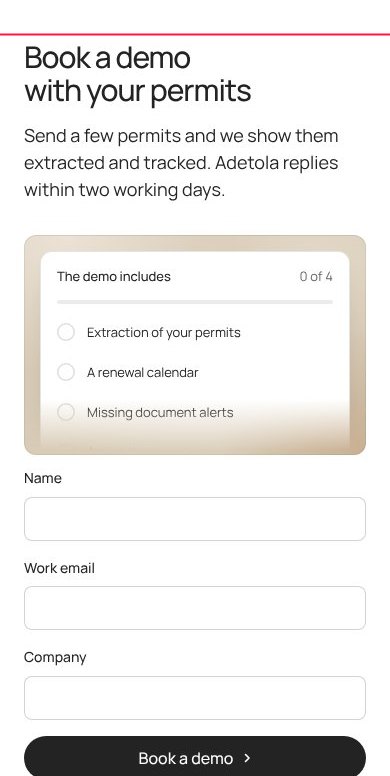 Book a demo
with your permits
Send a few permits and we show them
extracted and tracked. Adetola replies
within two working days.
The demo includes 0 of 4
Extraction of your permits
A renewal calendar
Missing document alerts
Name
Work email
Company
Book a demo